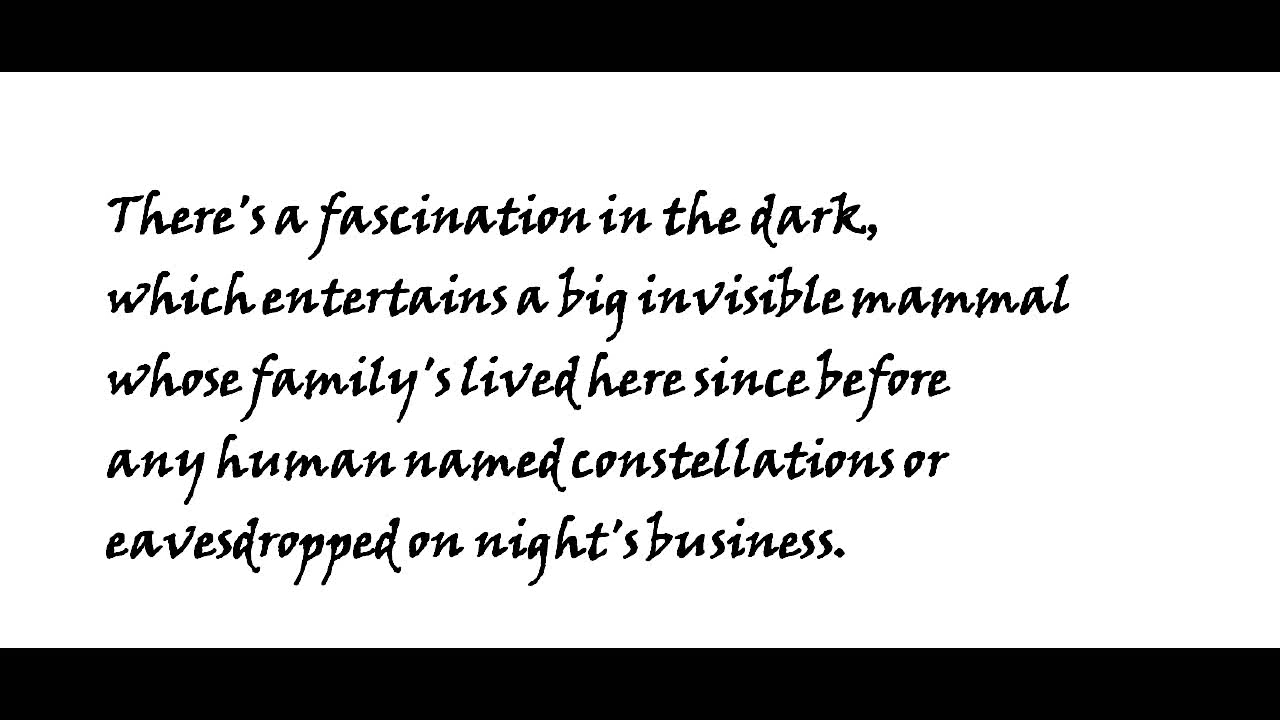 There's a fascination in the dark,
which entertains a big invisible mammal
whose family's lived here since before
any human named constellations or
eavesdropped on night's business.